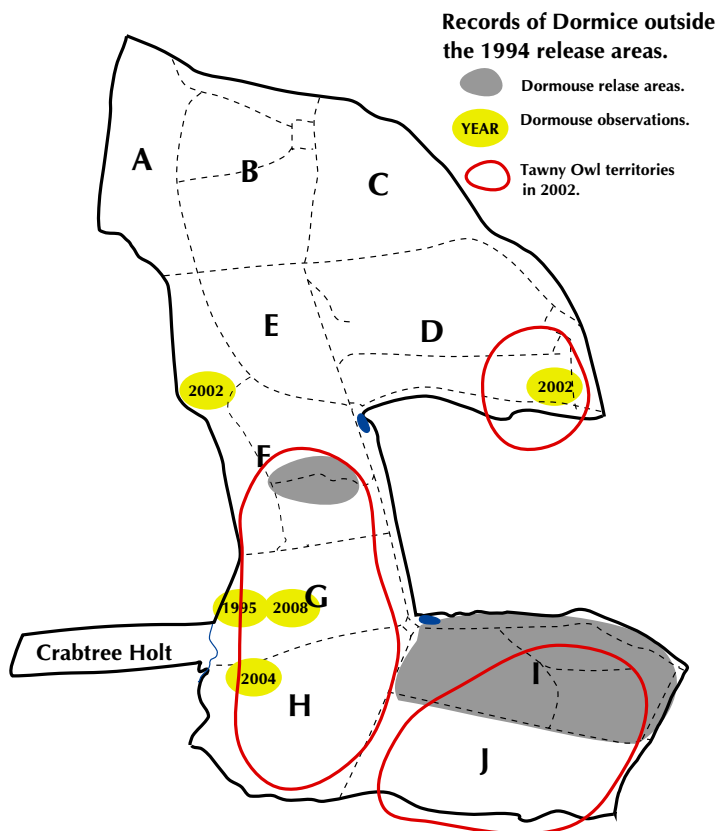 Records of Dormice outside
the 1994 release areas.
Dormouse relase areas.
YEAR Dormouse observations.
Tawny Owl territories
in 2002.
A
B
C
E
D
2002
2002
F
G
1995 2008
Crabtree Holt
2004
H
I
J